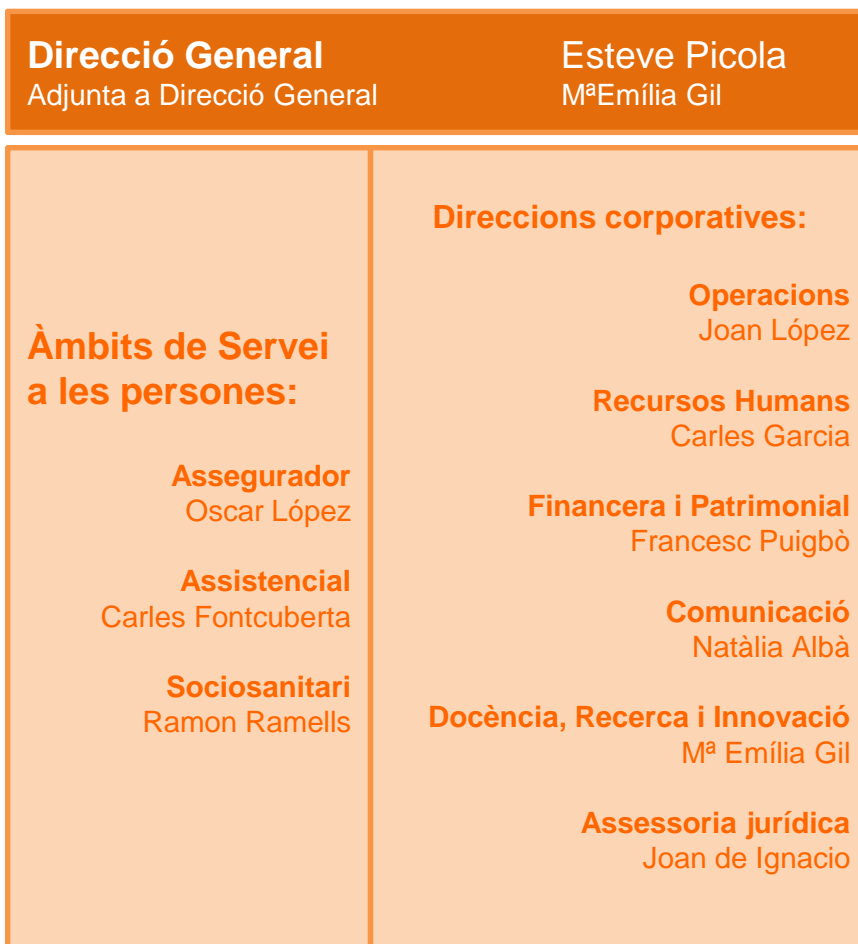 Direcció General
Esteve Picola
Adjunta a Direcció General
MªEmília Gil
Àmbits de Servei
a les persones:
Assegurador
Oscar López
Assistencial
Carles Fontcuberta
Sociosanitari
Ramon Ramells
Direccions corporatives:
Operacions
Joan López
Recursos Humans
Carles Garcia
Financera i Patrimonial
Francesc Puigbò
Comunicació
Natàlia Albà
Docència, Recerca i Innovació
Mª Emília Gil
Assessoria jurídica
Joan de Ignacio